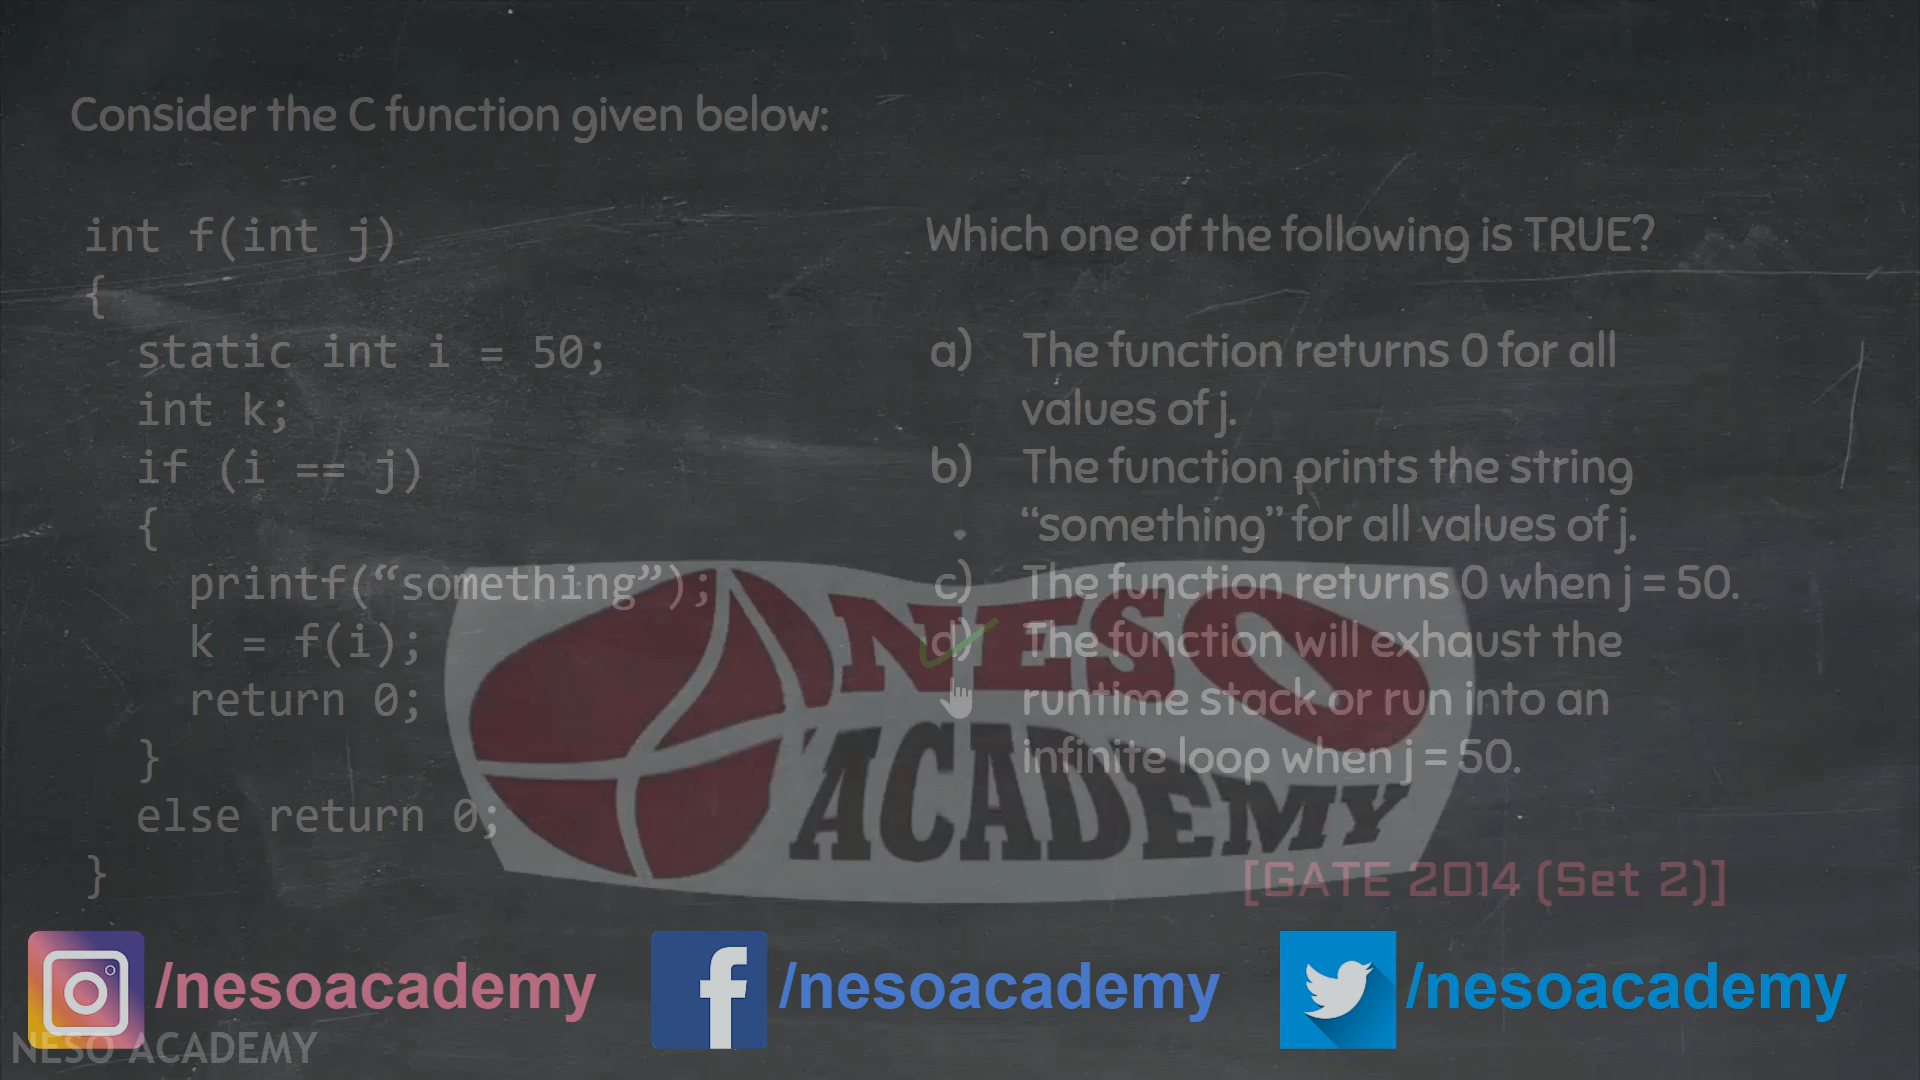 Consider the C function given below:
int f(int j)
{
static int i = 50;
int k;
if (i == j)
{
printf(“something”);
k = f(i);
return 0;
}
else return 0;
}
Which one of the following is TRUE?
a) The function returns 0 for all
values of j.
b) The function prints the string
“something” for all values of j.
c) The function returns 0 when j = 50.
d) The function will exhaust the
runtime stack or run into an
infinite loop when j = 50.
[GATE 2014 (Set 2)]
NESO
ACADEMY
/nesoacademy
/nesoacademy
/nesoacademy
NESO ACADEMY